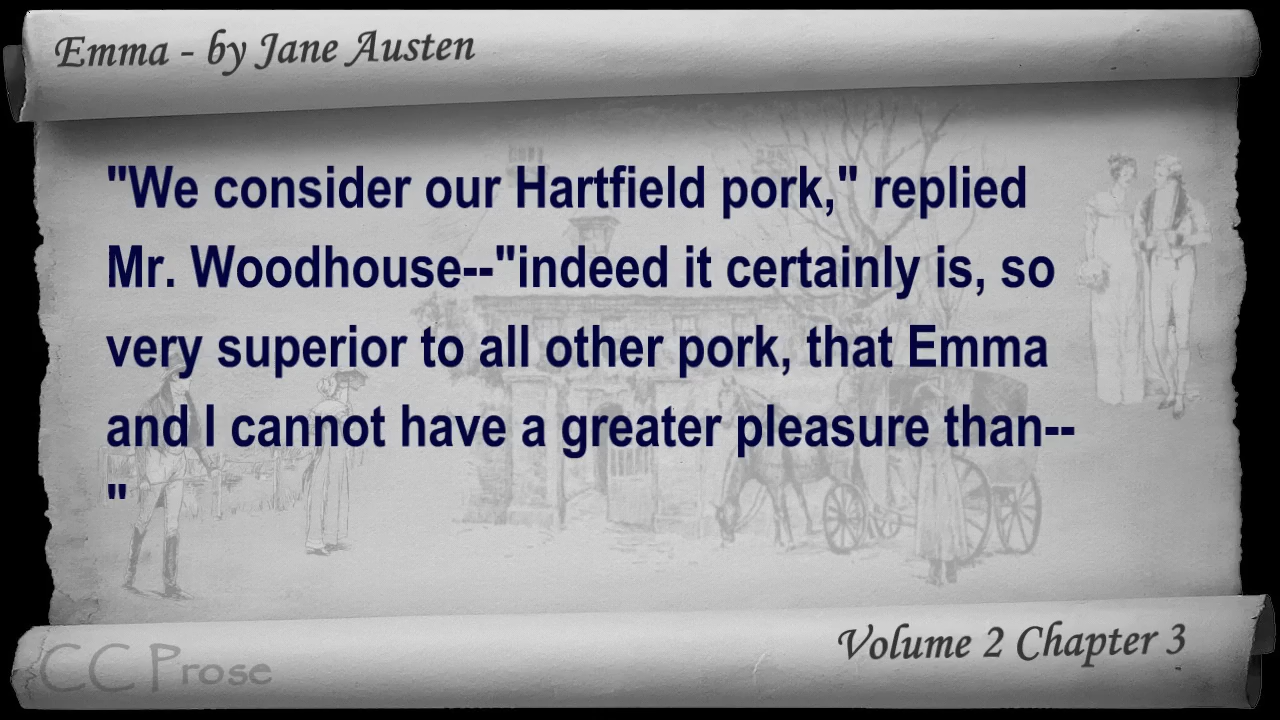 Emma - by Jane Austen
"We consider our Hartfield pork," replied
Mr. Woodhouse--"indeed it certainly is, so
very superior to all other pork, that Emma
and I cannot have a greater pleasure than--
"
Volume 2 Chapter 3
CC Prose